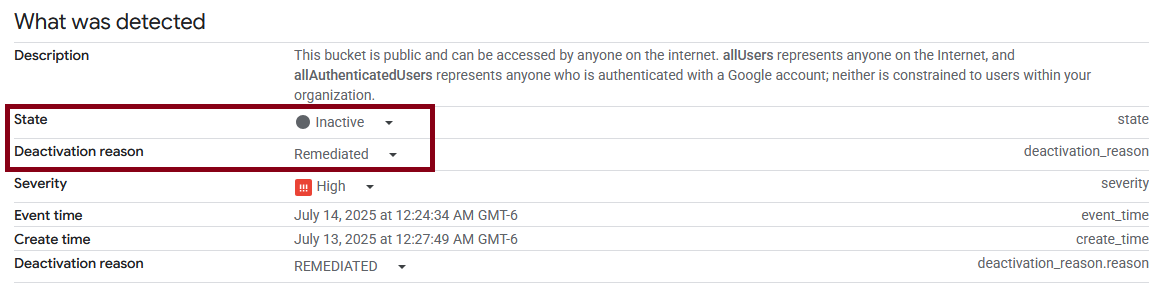 What was detected
Description
This bucket is public and can be accessed by anyone on the internet. allUsers represents anyone on the Internet, and
allAuthenticatedUsers represents anyone who is authenticated with a Google account; neither is constrained to users within your
organization.
State Inactive state
Deactivation reason Remediated deactivation_reason
Severity !!! High severity
Event time July 14, 2025 at 12:24:34 AM GMT-6 event_time
Create time July 13, 2025 at 12:27:49 AM GMT-6 create_time
Deactivation reason REMEDIATED deactivation_reason.reason